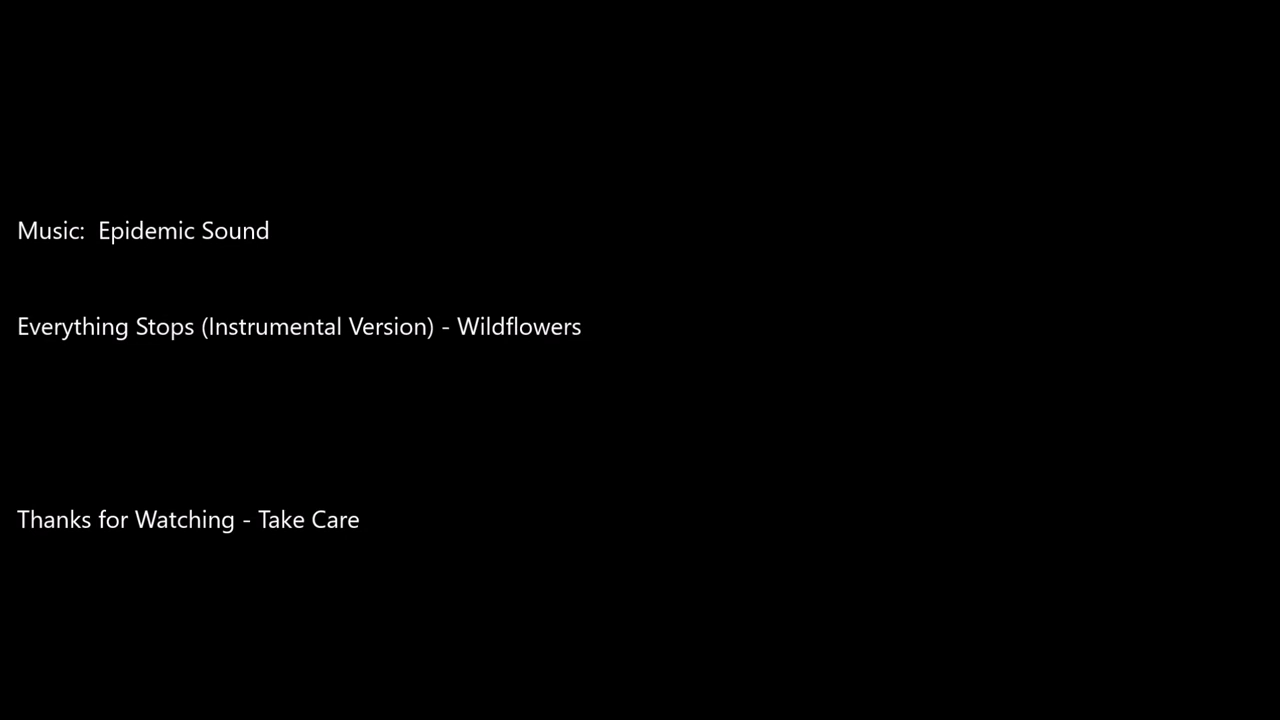 Music:  Epidemic Sound
Everything Stops (Instrumental Version) - Wildflowers
Thanks for Watching - Take Care